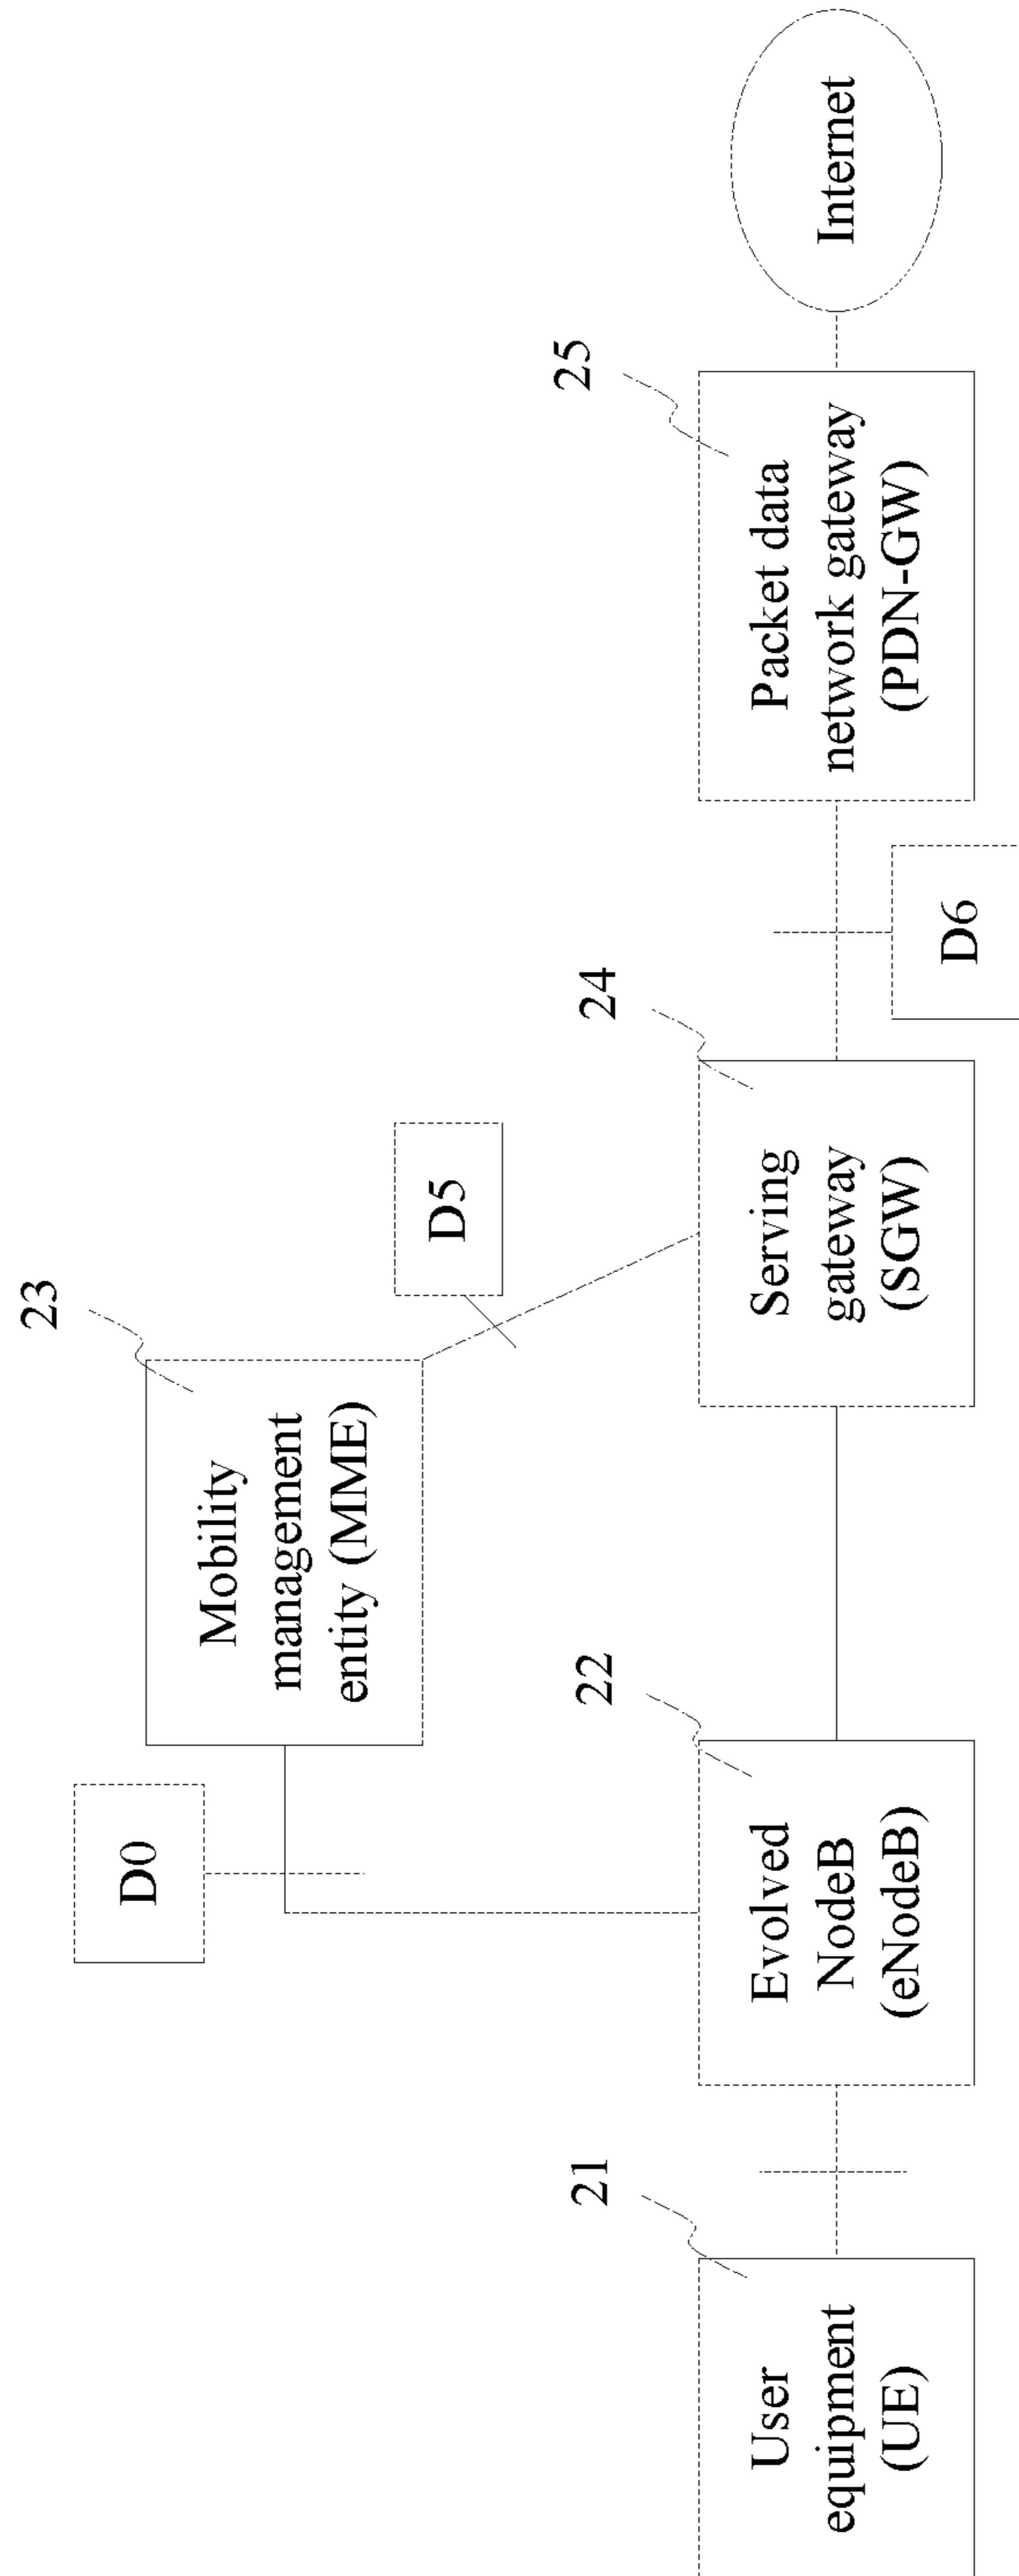 23
D0
Mobility
management
entity (MME)
D5
21
22
24
25
User
equipment
(UE)
Evolved
NodeB
(eNodeB)
Serving
gateway
(SGW)
D6
Packet data
network gateway
(PDN-GW)
Internet